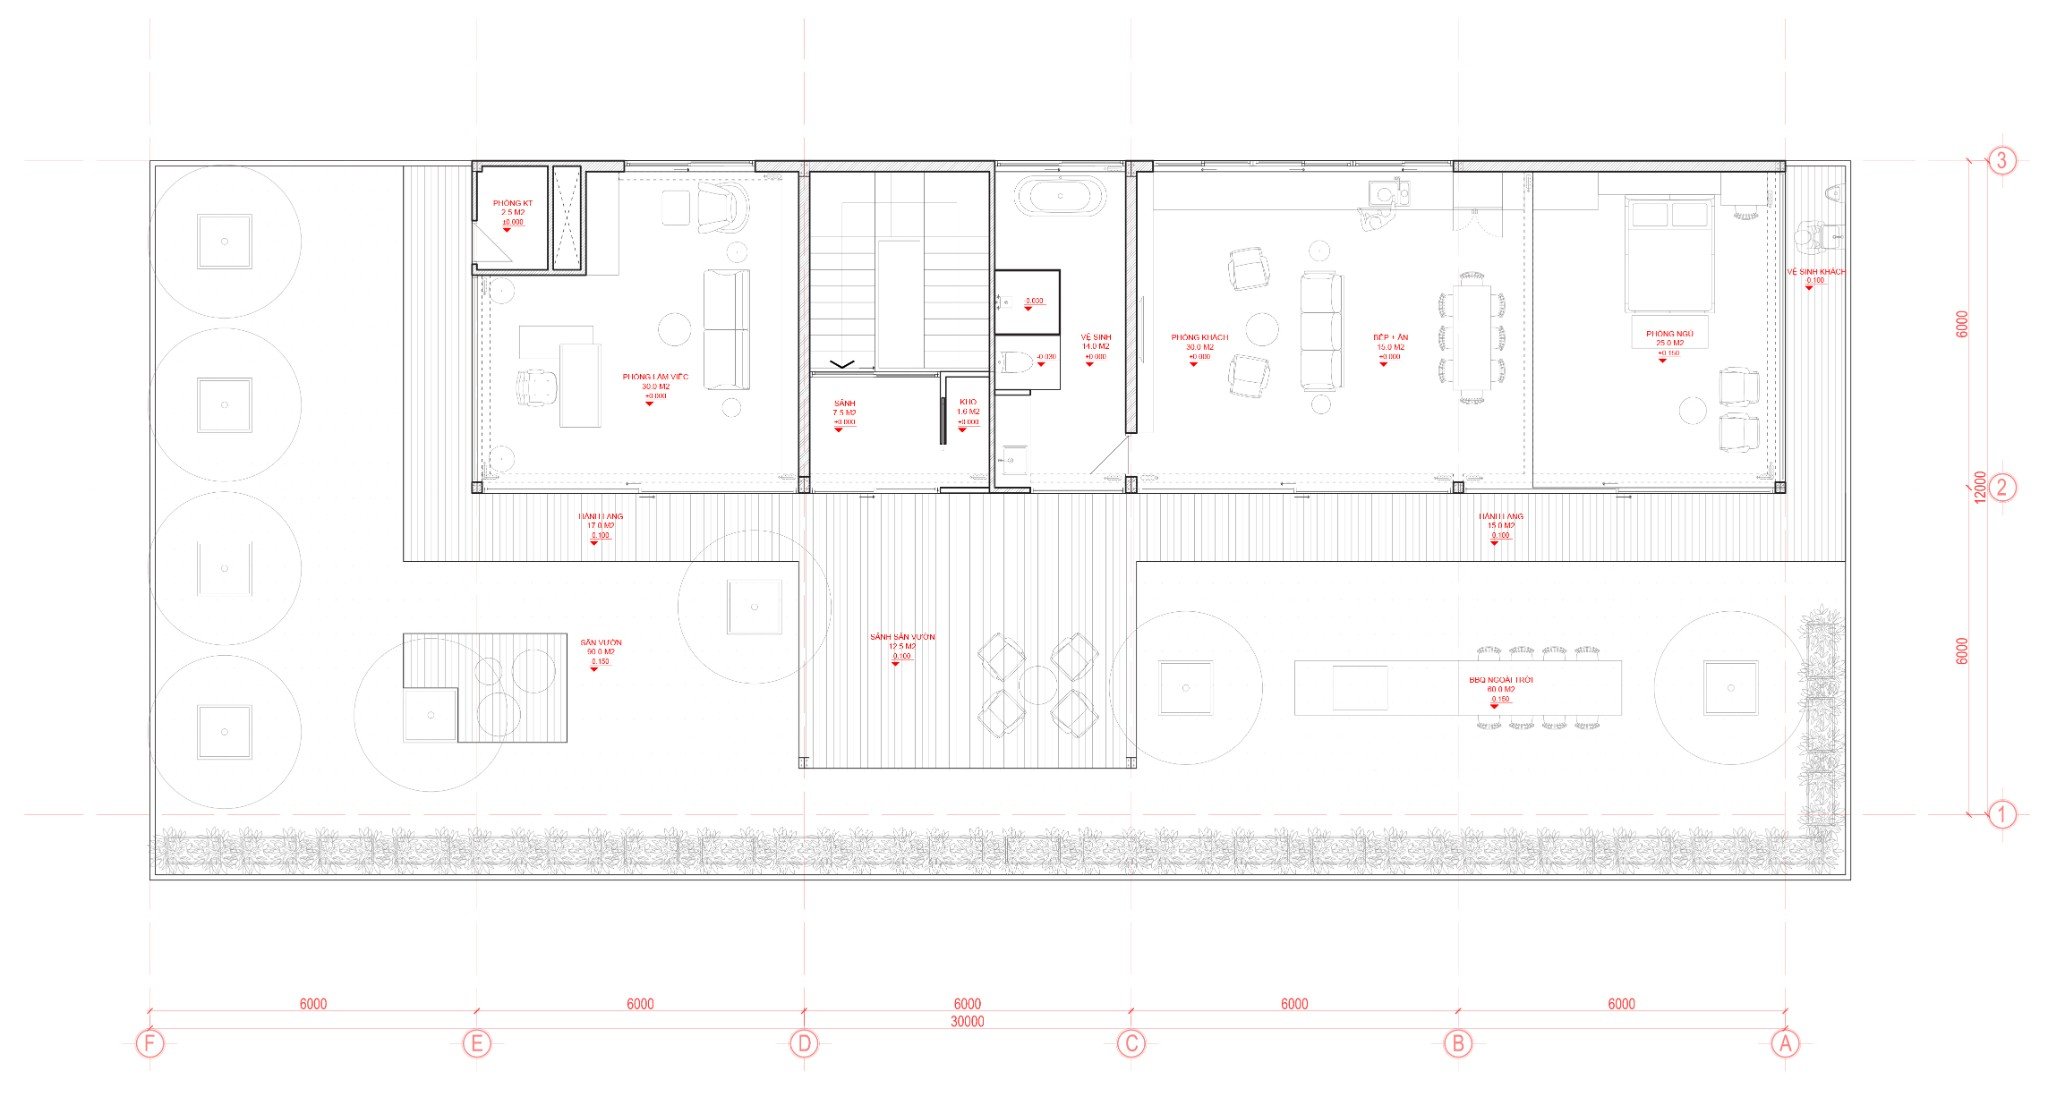 3
PHÒNG KT
2.5 M2
±0.000
VỆ SINH KHÁCH
0.100
0.000
6000
PHÒNG LÀM VIỆC
30.0 M2
±0.000
SẢNH
7.5 M2
±0.000
KHO
1.6 M2
±0.000
-0.030
VỆ SINH
14.0 M2
±0.000
PHÒNG KHÁCH
30.0 M2
±0.000
BẾP + ĂN
15.0 M2
±0.000
PHÒNG NGỦ
25.0 M2
+0.150
2
12000
HÀNH LANG
17.0 M2
0.100
HÀNH LANG
15.0 M2
0.100
SÂN VƯỜN
90.0 M2
0.150
SẢNH SÂN VƯỜN
12.5 M2
0.100
BBQ NGOÀI TRỜI
60.0 M2
0.150
6000
1
6000
6000
6000
6000
6000
30000
F
E
D
C
B
A